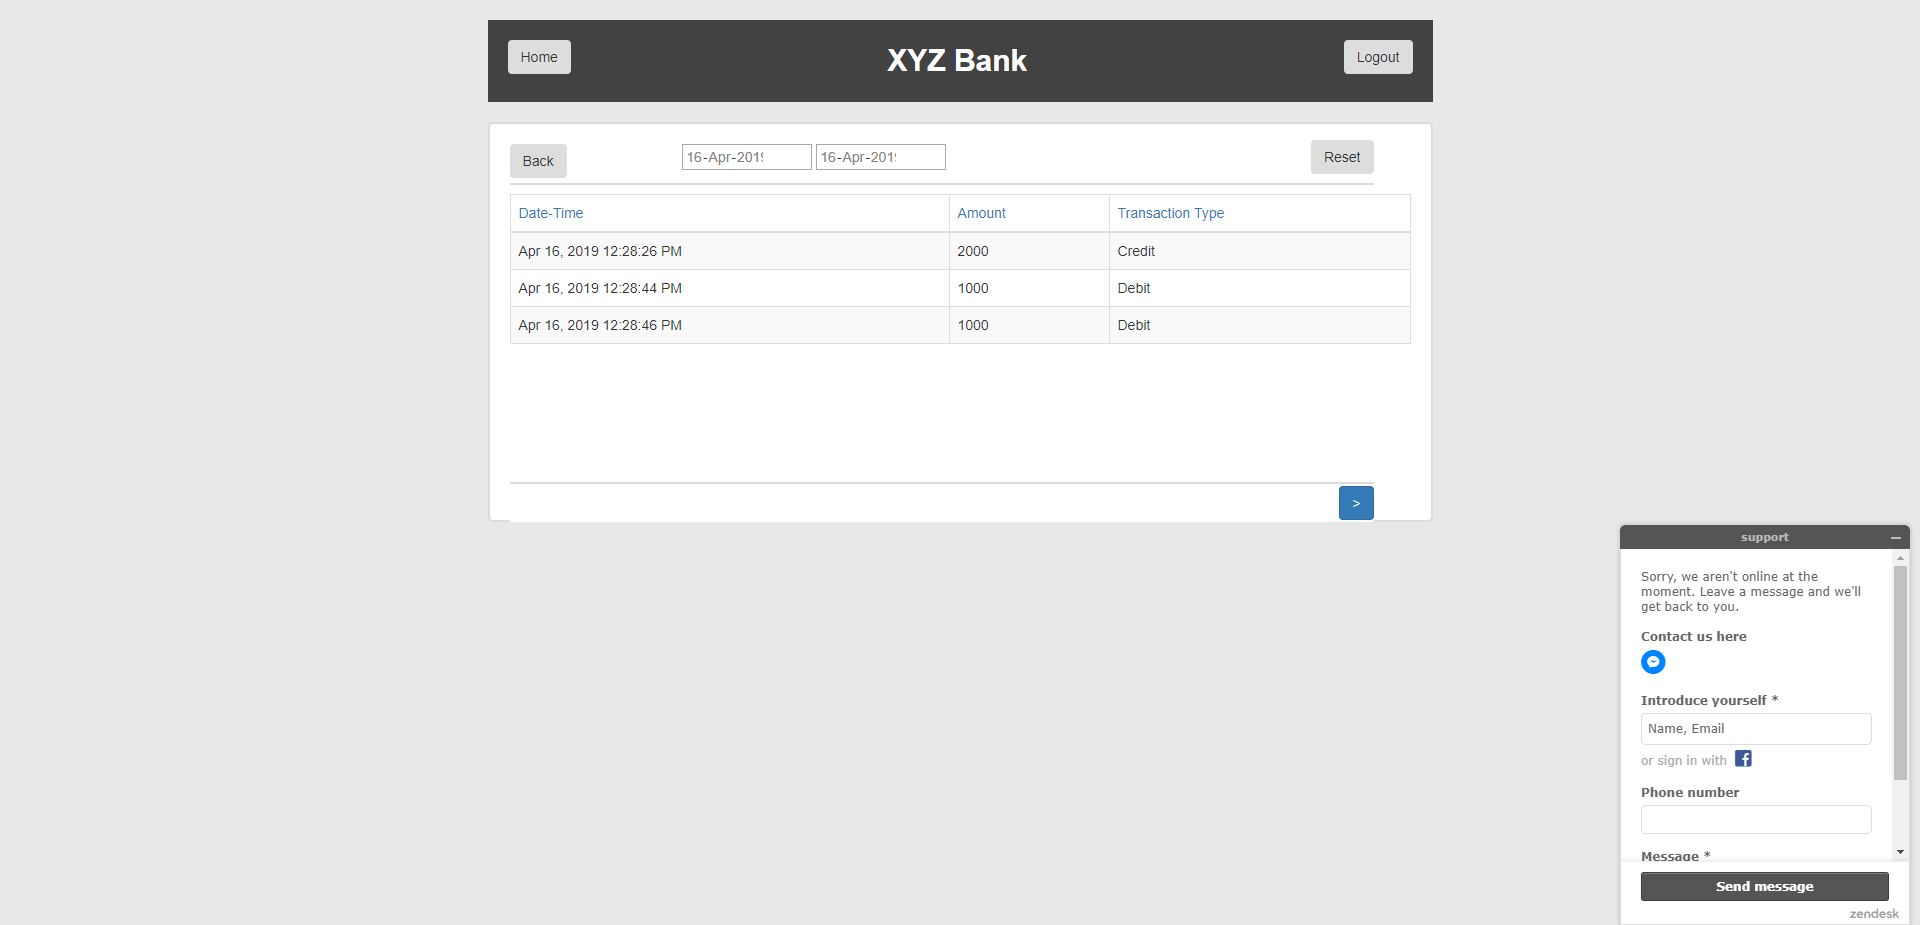 Home XYZ Bank Logout
Back 16-Apr-2019 16-Apr-201 Reset
Date-Time Amount Transaction Type
Apr 16, 2019 12:28:26 PM 2000 Credit
Apr 16, 2019 12:28:44 PM 1000 Debit
Apr 16, 2019 12:28:46 PM 1000 Debit
>
support
Sorry, we aren't online at the
moment. Leave a message and we'll
get back to you.
Contact us here
Introduce yourself *
Name, Email
or sign in with
Phone number
Message *
Send message
zendesk